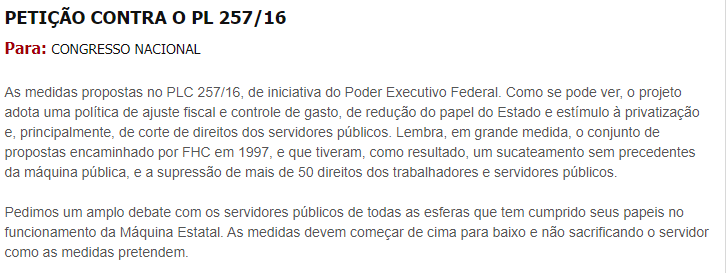 PETIÇÃO CONTRA O PL 257/16
Para: CONGRESSO NACIONAL
As medidas propostas no PLC 257/16, de iniciativa do Poder Executivo Federal. Como se pode ver, o projeto
adota uma política de ajuste fiscal e controle de gasto, de redução do papel do Estado e estímulo à privatização
e, principalmente, de corte de direitos dos servidores públicos. Lembra, em grande medida, o conjunto de
propostas encaminhado por FHC em 1997, e que tiveram, como resultado, um sucateamento sem precedentes
da máquina pública, e a supressão de mais de 50 direitos dos trabalhadores e servidores públicos.
Pedimos um amplo debate com os servidores públicos de todas as esferas que tem cumprido seus papeis no
funcionamento da Máquina Estatal. As medidas devem começar de cima para baixo e não sacrificando o servidor
como as medidas pretendem.